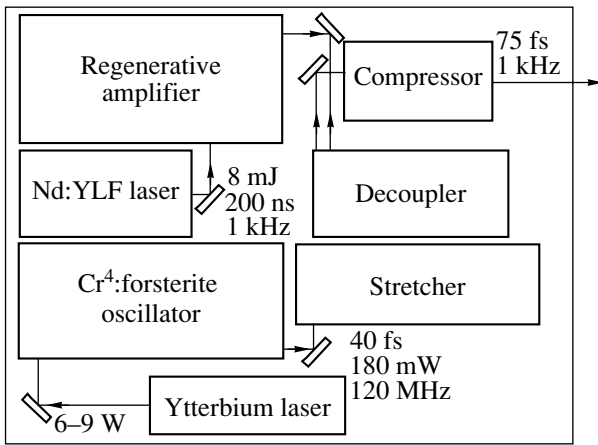 Regenerative
amplifier
Compressor
75 fs
1 kHz
Nd:YLF laser
8 mJ
200 ns
1 kHz
Decoupler
Cr⁴:forsterite
oscillator
Stretcher
40 fs
180 mW
120 MHz
6–9 W
Ytterbium laser